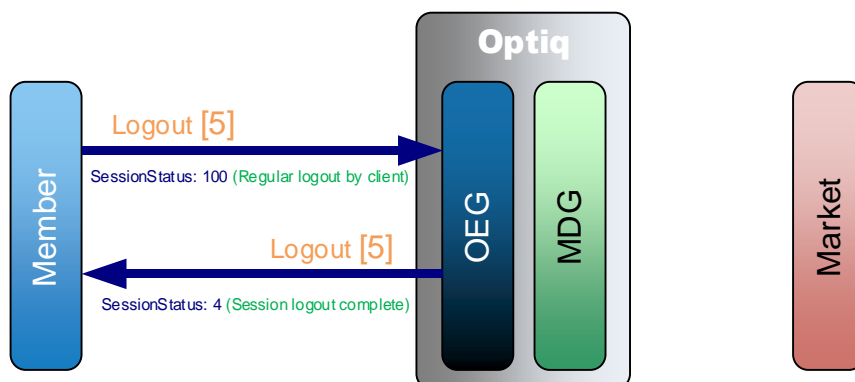 Optiq
Logout [5]
SessionStatus: 100 (Regular logout by client)
Logout [5]
SessionStatus: 4 (Session logout complete)
Member
OEG
MDG
Market